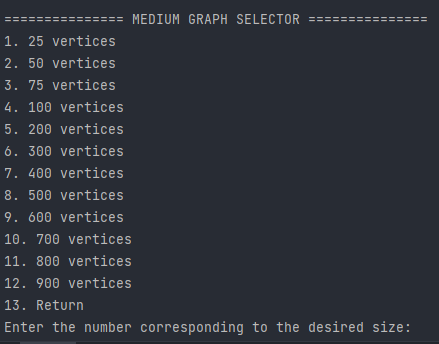 =============== MEDIUM GRAPH SELECTOR ===============
1. 25 vertices
2. 50 vertices
3. 75 vertices
4. 100 vertices
5. 200 vertices
6. 300 vertices
7. 400 vertices
8. 500 vertices
9. 600 vertices
10. 700 vertices
11. 800 vertices
12. 900 vertices
13. Return
Enter the number corresponding to the desired size: